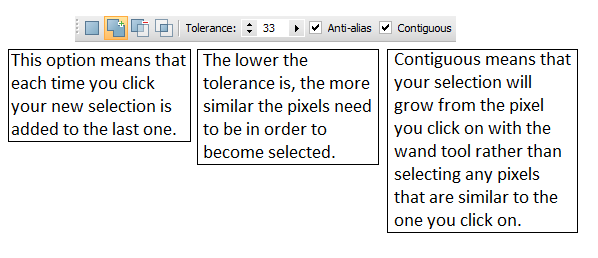 Tolerance: 33 Anti-alias Contiguous
This option means that
each time you click
your new selection is
added to the last one.
The lower the
tolerance is, the more
similar the pixels need
to be in order to
become selected.
Contiguous means that
your selection will
grow from the pixel
you click on with the
wand tool rather than
selecting any pixels
that are similar to the
one you click on.